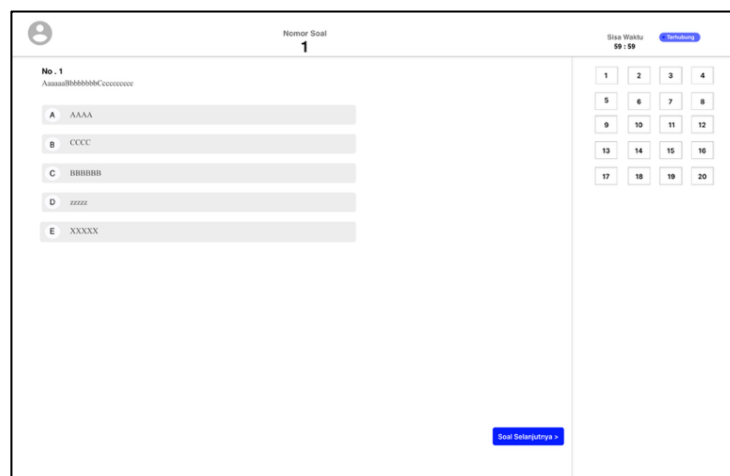 Nomor Soal
1
Sisa Waktu
59 : 59
• Terhubung
No . 1
AaaaaaBbbbbbbbCcccccccccc
A AAAA
B CCCC
C BBBBBB
D zzzzz
E XXXXX
Soal Selanjutnya >
1 2 3 4
5 6 7 8
9 10 11 12
13 14 15 16
17 18 19 20